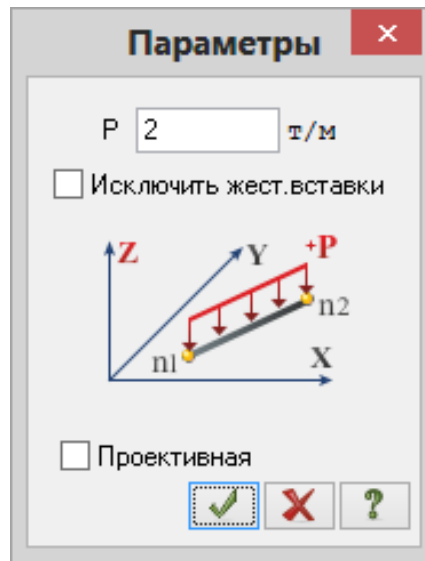 Параметры
P 2 т/м
Исключить жест.вставки
Z Y +P
n1 n2
X
Проективная